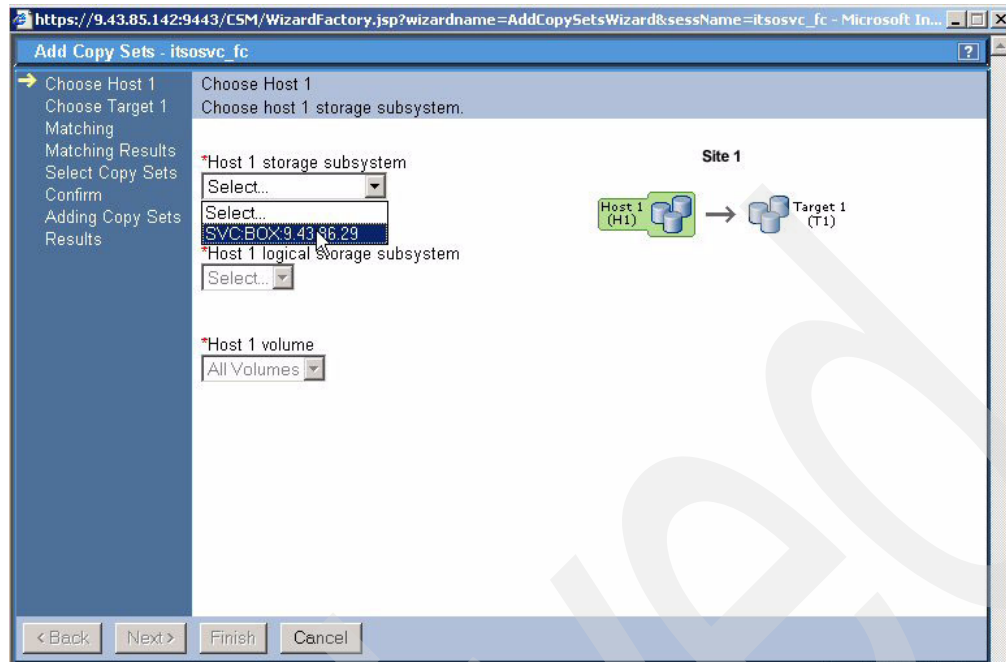 https://9.43.85.142:9443/CSM/WizardFactory.jsp?wizardname=AddCopySetsWizard&sessName=itsosvc_fc - Microsoft In...
Add Copy Sets - itsosvc_fc
?
Choose Host 1
Choose Target 1
Matching
Matching Results
Select Copy Sets
Confirm
Adding Copy Sets
Results
Choose Host 1
Choose host 1 storage subsystem.
*Host 1 storage subsystem
Select...
Select...
SVC:BOX:9.43.86.29
*Host 1 logical storage subsystem
Select...
*Host 1 volume
All Volumes
Site 1
Host 1
(H1)
Target 1
(T1)
< Back
Next >
Finish
Cancel